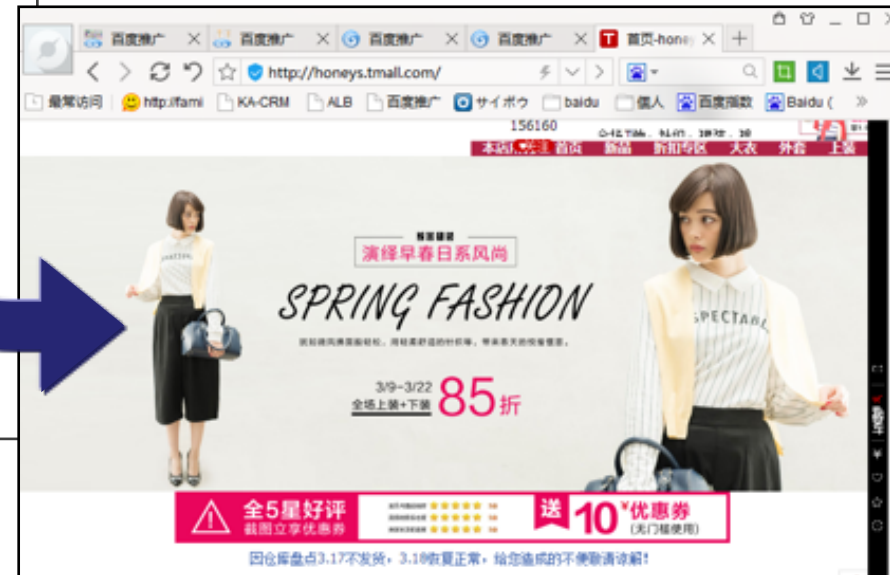 百度推广 百度推广 百度推广 百度推广 首页-honey
http://honeys.tmall.com/
最常访问 http://fami KA-CRM ALB 百度推广 サイボウ baidu 個人 百度指数 Baidu (
156160
首页 新品 折扣专区 大衣 外套 上装
演绎早春日系风尚
SPRING FASHION
SPECTABL
3/9-3/22
全场上装+下装
85折
全5星好评
截图立享优惠券
送 10¥优惠券
(无门槛使用)
因仓库盘点3.17不发货，3.18恢复正常，给您造成的不便敬请谅解!